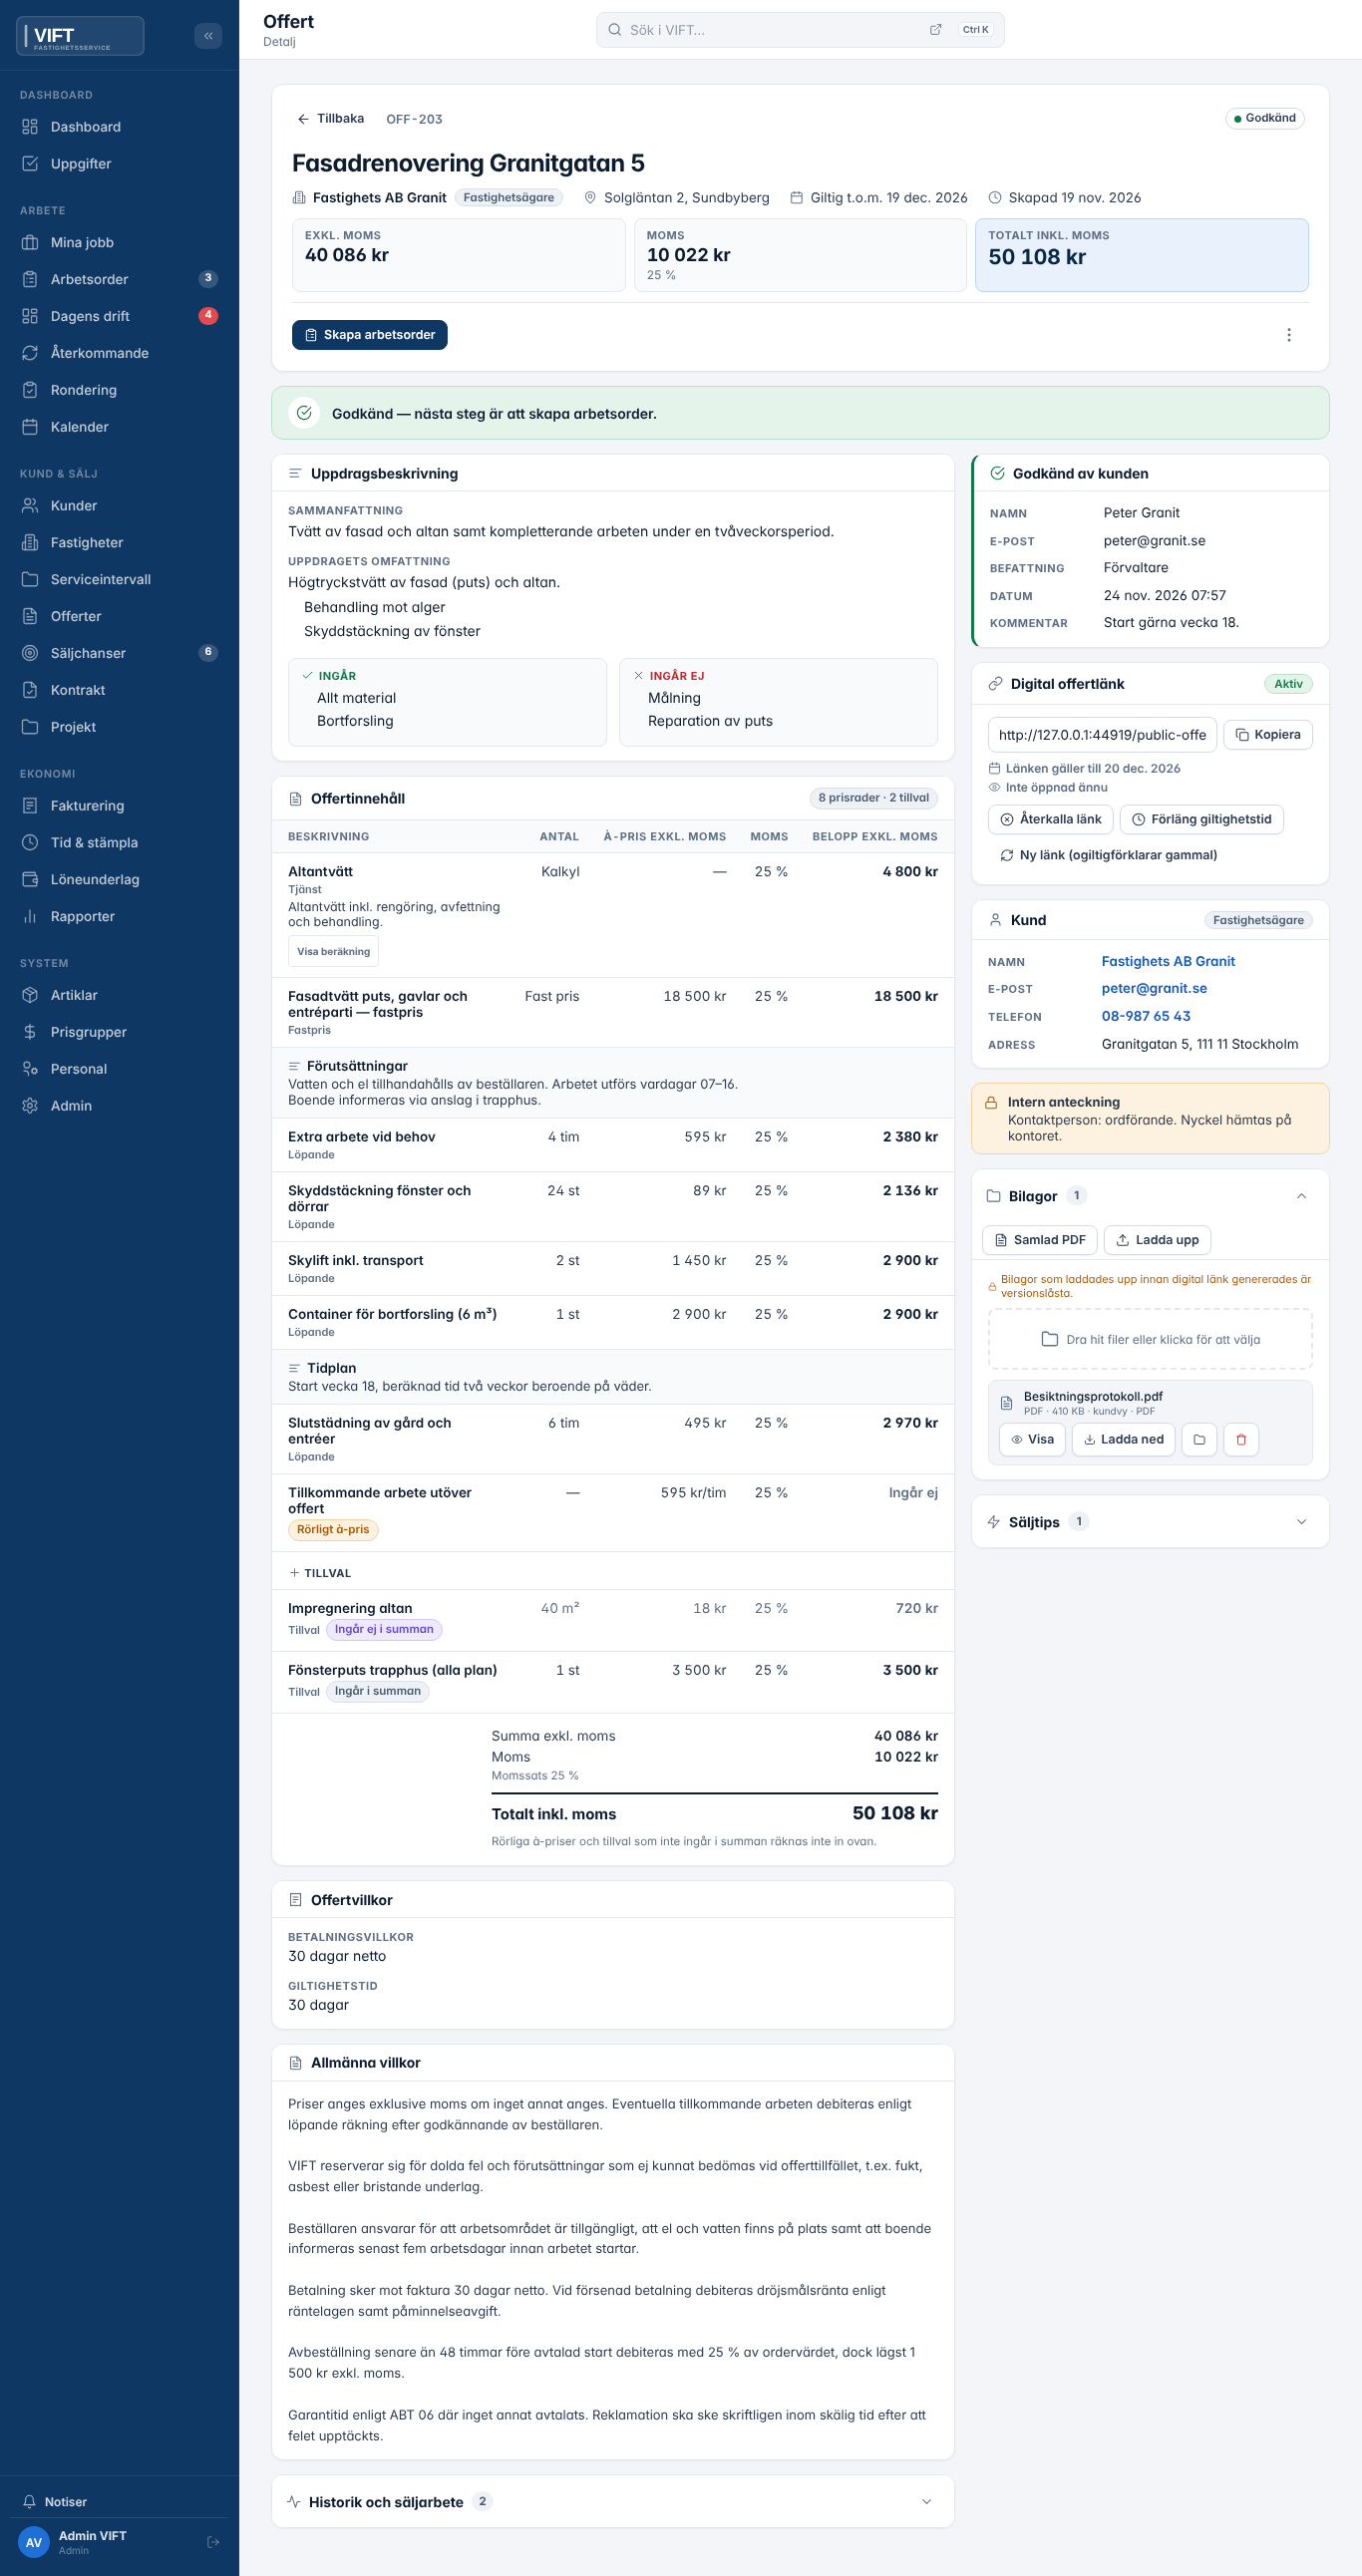 VIFT
FASTIGHETSSERVICE
DASHBOARD
Dashboard
Uppgifter
ARBETE
Mina jobb
Arbetsorder 3
Dagens drift 4
Återkommande
Rondering
Kalender
KUND & SÄLJ
Kunder
Fastigheter
Serviceintervall
Offerter
Säljchanser 6
Kontrakt
Projekt
EKONOMI
Fakturering
Tid & stämpla
Löneunderlag
Rapporter
SYSTEM
Artiklar
Prisgrupper
Personal
Admin
Notiser
AV
Admin VIFT
Admin
Offert
Detalj
Sök i VIFT...
Ctrl K
Tillbaka OFF-203
Godkänd
Fasadrenovering Granitgatan 5
Fastighets AB Granit Fastighetsägare Solgläntan 2, Sundbyberg Giltig t.o.m. 19 dec. 2026 Skapad 19 nov. 2026
EXKL. MOMS
40 086 kr
MOMS
10 022 kr
25 %
TOTALT INKL. MOMS
50 108 kr
Skapa arbetsorder
Godkänd — nästa steg är att skapa arbetsorder.
Uppdragsbeskrivning
SAMMANFATTNING
Tvätt av fasad och altan samt kompletterande arbeten under en tvåveckorsperiod.
UPPDRAGETS OMFATTNING
Högtryckstvätt av fasad (puts) och altan.
Behandling mot alger
Skyddstäckning av fönster
INGÅR
Allt material
Bortforsling
INGÅR EJ
Målning
Reparation av puts
Offertinnehåll
8 prisrader · 2 tillval
BESKRIVNING ANTAL À-PRIS EXKL. MOMS MOMS BELOPP EXKL. MOMS
Altantvätt Kalkyl — 25 % 4 800 kr
Tjänst
Altantvätt inkl. rengöring, avfettning
och behandling.
Visa beräkning
Fasadtvätt puts, gavlar och Fast pris 18 500 kr 25 % 18 500 kr
entréparti — fastpris
Fastpris
Förutsättningar
Vatten och el tillhandahålls av beställaren. Arbetet utförs vardagar 07–16.
Boende informeras via anslag i trapphus.
Extra arbete vid behov 4 tim 595 kr 25 % 2 380 kr
Löpande
Skyddstäckning fönster och 24 st 89 kr 25 % 2 136 kr
dörrar
Löpande
Skylift inkl. transport 2 st 1 450 kr 25 % 2 900 kr
Löpande
Container för bortforsling (6 m³) 1 st 2 900 kr 25 % 2 900 kr
Löpande
Tidplan
Start vecka 18, beräknad tid två veckor beroende på väder.
Slutstädning av gård och 6 tim 495 kr 25 % 2 970 kr
entréer
Löpande
Tillkommande arbete utöver — 595 kr/tim 25 % Ingår ej
offert
Rörligt à-pris
TILLVAL
Impregnering altan 40 m² 18 kr 25 % 720 kr
Tillval Ingår ej i summan
Fönsterputs trapphus (alla plan) 1 st 3 500 kr 25 % 3 500 kr
Tillval Ingår i summan
Summa exkl. moms 40 086 kr
Moms 10 022 kr
Momssats 25 %
Totalt inkl. moms 50 108 kr
Rörliga à-priser och tillval som inte ingår i summan räknas inte in ovan.
Offertvillkor
BETALNINGSVILLKOR
30 dagar netto
GILTIGHETSTID
30 dagar
Allmänna villkor
Priser anges exklusive moms om inget annat anges. Eventuella tillkommande arbeten debiteras enligt
löpande räkning efter godkännande av beställaren.
VIFT reserverar sig för dolda fel och förutsättningar som ej kunnat bedömas vid offerttillfället, t.ex. fukt,
asbest eller bristande underlag.
Beställaren ansvarar för att arbetsområdet är tillgängligt, att el och vatten finns på plats samt att boende
informeras senast fem arbetsdagar innan arbetet startar.
Betalning sker mot faktura 30 dagar netto. Vid försenad betalning debiteras dröjsmålsränta enligt
räntelagen samt påminnelseavgift.
Avbeställning senare än 48 timmar före avtalad start debiteras med 25 % av ordervärdet, dock lägst 1
500 kr exkl. moms.
Garantitid enligt ABT 06 där inget annat avtalats. Reklamation ska ske skriftligen inom skälig tid efter att
felet upptäckts.
Historik och säljarbete 2
Godkänd av kunden
NAMN Peter Granit
E-POST peter@granit.se
BEFATTNING Förvaltare
DATUM 24 nov. 2026 07:57
KOMMENTAR Start gärna vecka 18.
Digital offertlänk Aktiv
http://127.0.0.1:44919/public-offe Kopiera
Länken gäller till 20 dec. 2026
Inte öppnad ännu
Återkalla länk Förläng giltighetstid
Ny länk (ogiltigförklarar gammal)
Kund Fastighetsägare
NAMN Fastighets AB Granit
E-POST peter@granit.se
TELEFON 08-987 65 43
ADRESS Granitgatan 5, 111 11 Stockholm
Intern anteckning
Kontaktperson: ordförande. Nyckel hämtas på
kontoret.
Bilagor 1
Samlad PDF Ladda upp
Bilagor som laddades upp innan digital länk genererades är
versionslåsta.
Dra hit filer eller klicka för att välja
Besiktningsprotokoll.pdf
PDF · 410 KB · kundvy · PDF
Visa Ladda ned
Säljtips 1